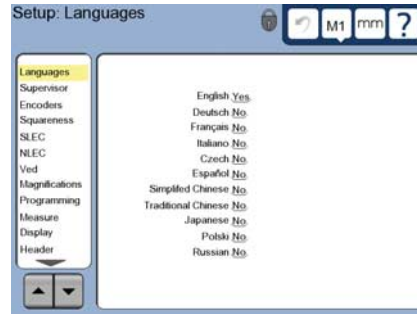 Setup: Languages
M1 mm ?
Languages
Supervisor
Encoders
Squareness
SLEC
NLEC
Ved
Magnifications
Programming
Measure
Display
Header
English Yes.
Deutsch No.
Français No.
Italiano No.
Czech No.
Español No.
Simplifed Chinese No.
Traditional Chinese No.
Japanese No.
Polski No.
Russian No.